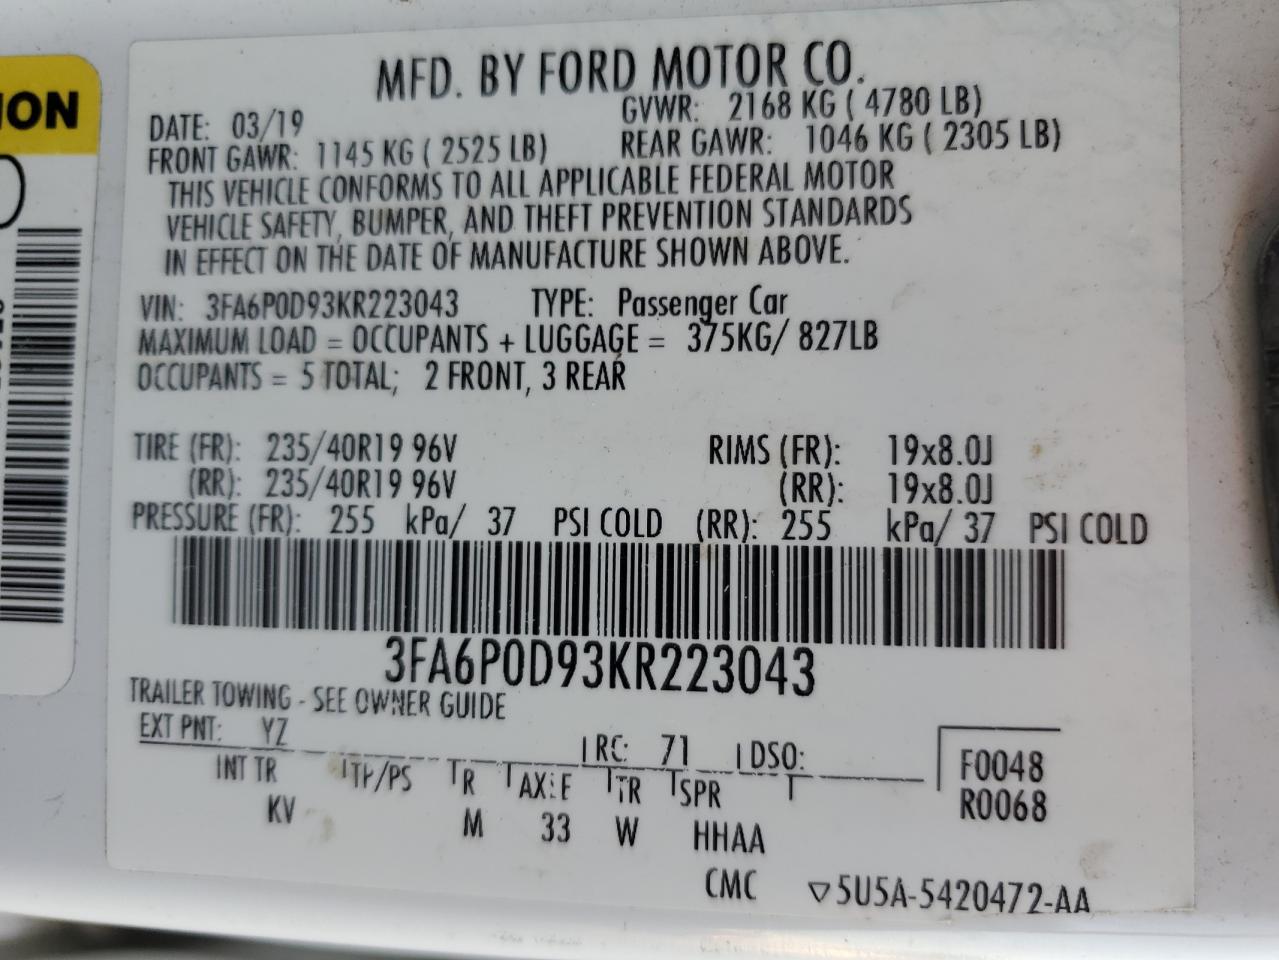 ION
MFD. BY FORD MOTOR CO.
DATE: 03/19 GVWR: 2168 KG ( 4780 LB)
FRONT GAWR: 1145 KG ( 2525 LB) REAR GAWR: 1046 KG ( 2305 LB)
THIS VEHICLE CONFORMS TO ALL APPLICABLE FEDERAL MOTOR
VEHICLE SAFETY, BUMPER, AND THEFT PREVENTION STANDARDS
IN EFFECT ON THE DATE OF MANUFACTURE SHOWN ABOVE.
VIN: 3FA6P0D93KR223043 TYPE: Passenger Car
MAXIMUM LOAD = OCCUPANTS + LUGGAGE = 375KG/ 827LB
OCCUPANTS = 5 TOTAL; 2 FRONT, 3 REAR
TIRE (FR): 235/40R19 96V RIMS (FR): 19x8.0J
(RR): 235/40R19 96V (RR): 19x8.0J
PRESSURE (FR): 255 kPa/ 37 PSI COLD (RR): 255 kPa/ 37 PSI COLD
3FA6P0D93KR223043
TRAILER TOWING - SEE OWNER GUIDE
EXT PNT: YZ RC: 71 DSO:
INT TR TP/PS R AXLE TR SPR F0048
KV M 33 W HHAA R0068
CMC ▽5U5A-5420472-AA